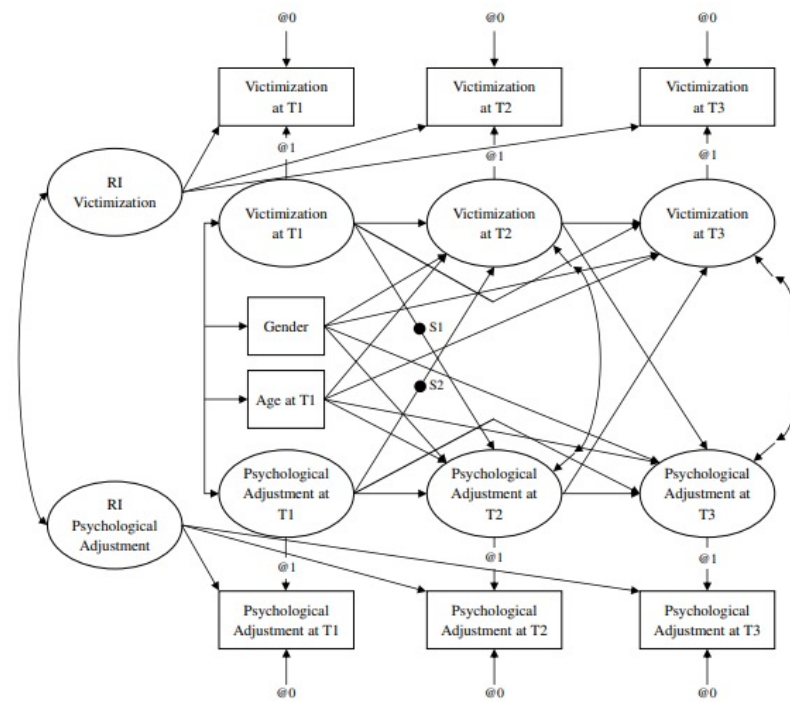 @0
@0
@0
Victimization
at T1
Victimization
at T2
Victimization
at T3
@1
@1
@1
RI
Victimization
Victimization
at T1
Victimization
at T2
Victimization
at T3
Gender
S1
Age at T1
S2
RI
Psychological
Adjustment
Psychological
Adjustment at
T1
Psychological
Adjustment at
T2
Psychological
Adjustment at
T3
@1
@1
@1
Psychological
Adjustment at T1
Psychological
Adjustment at T2
Psychological
Adjustment at T3
@0
@0
@0